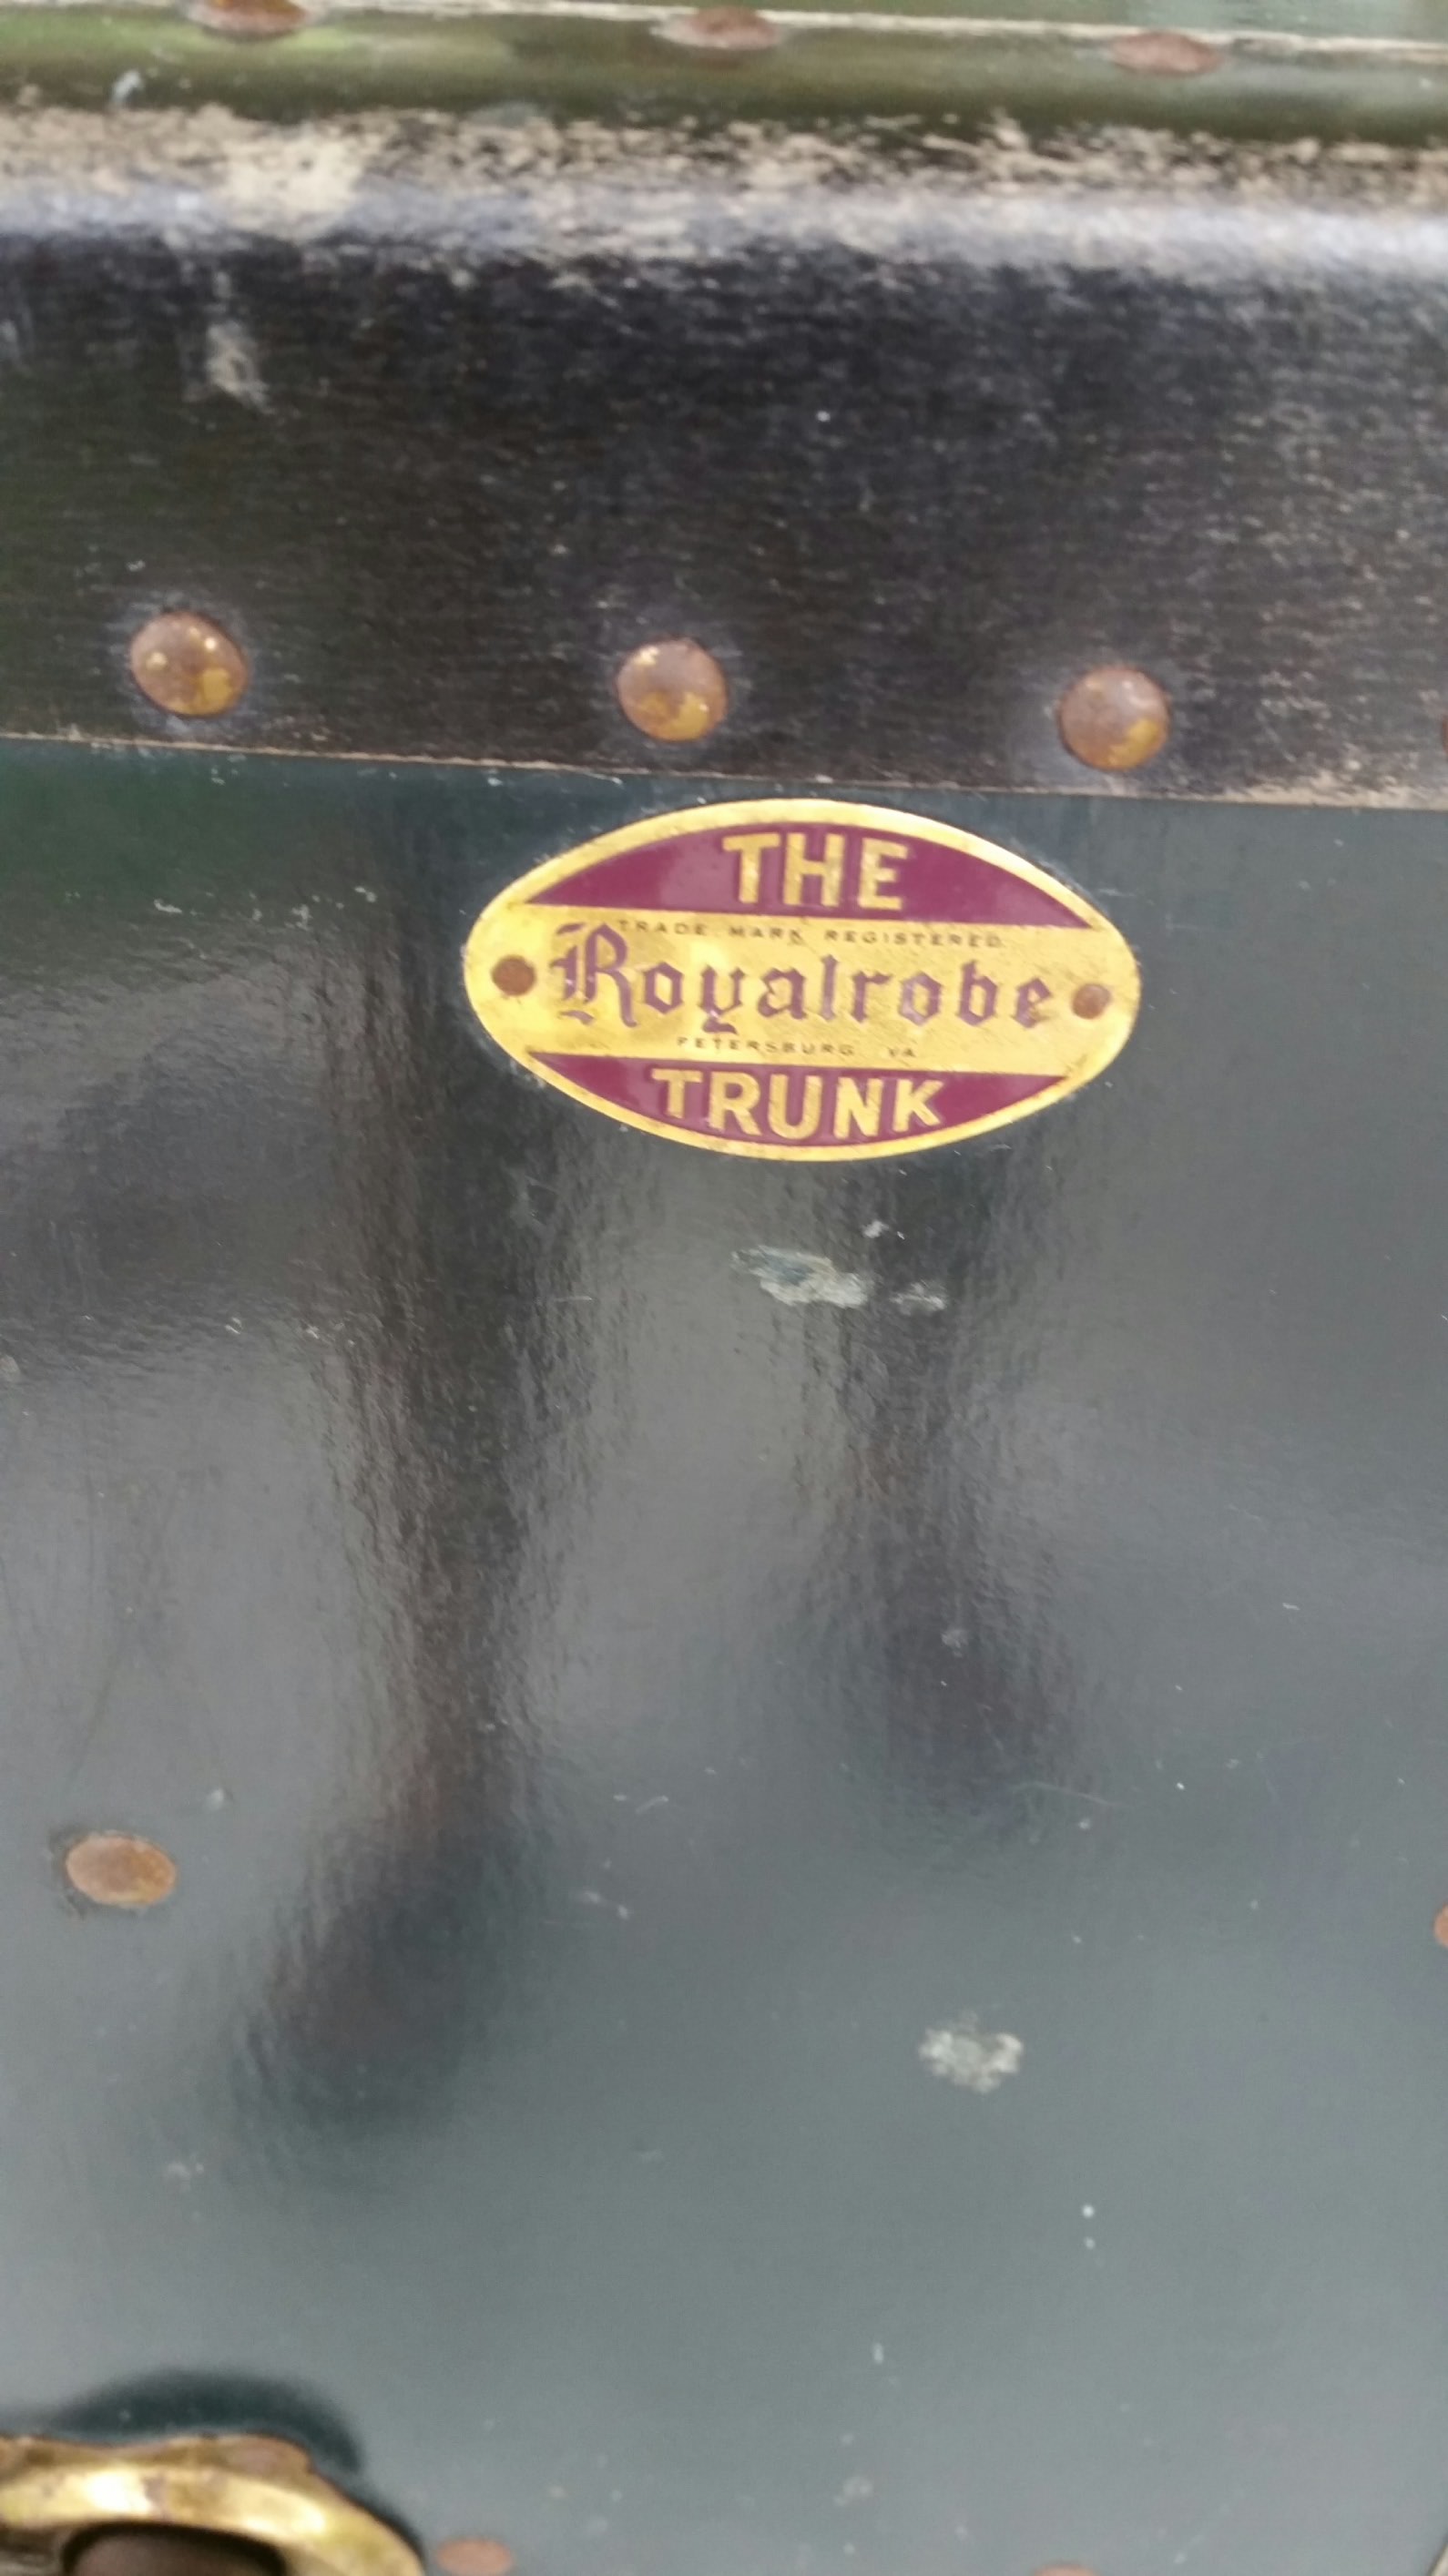 THE
TRADE MARK REGISTERED
Royalrobe
PETERSBURG VA
TRUNK